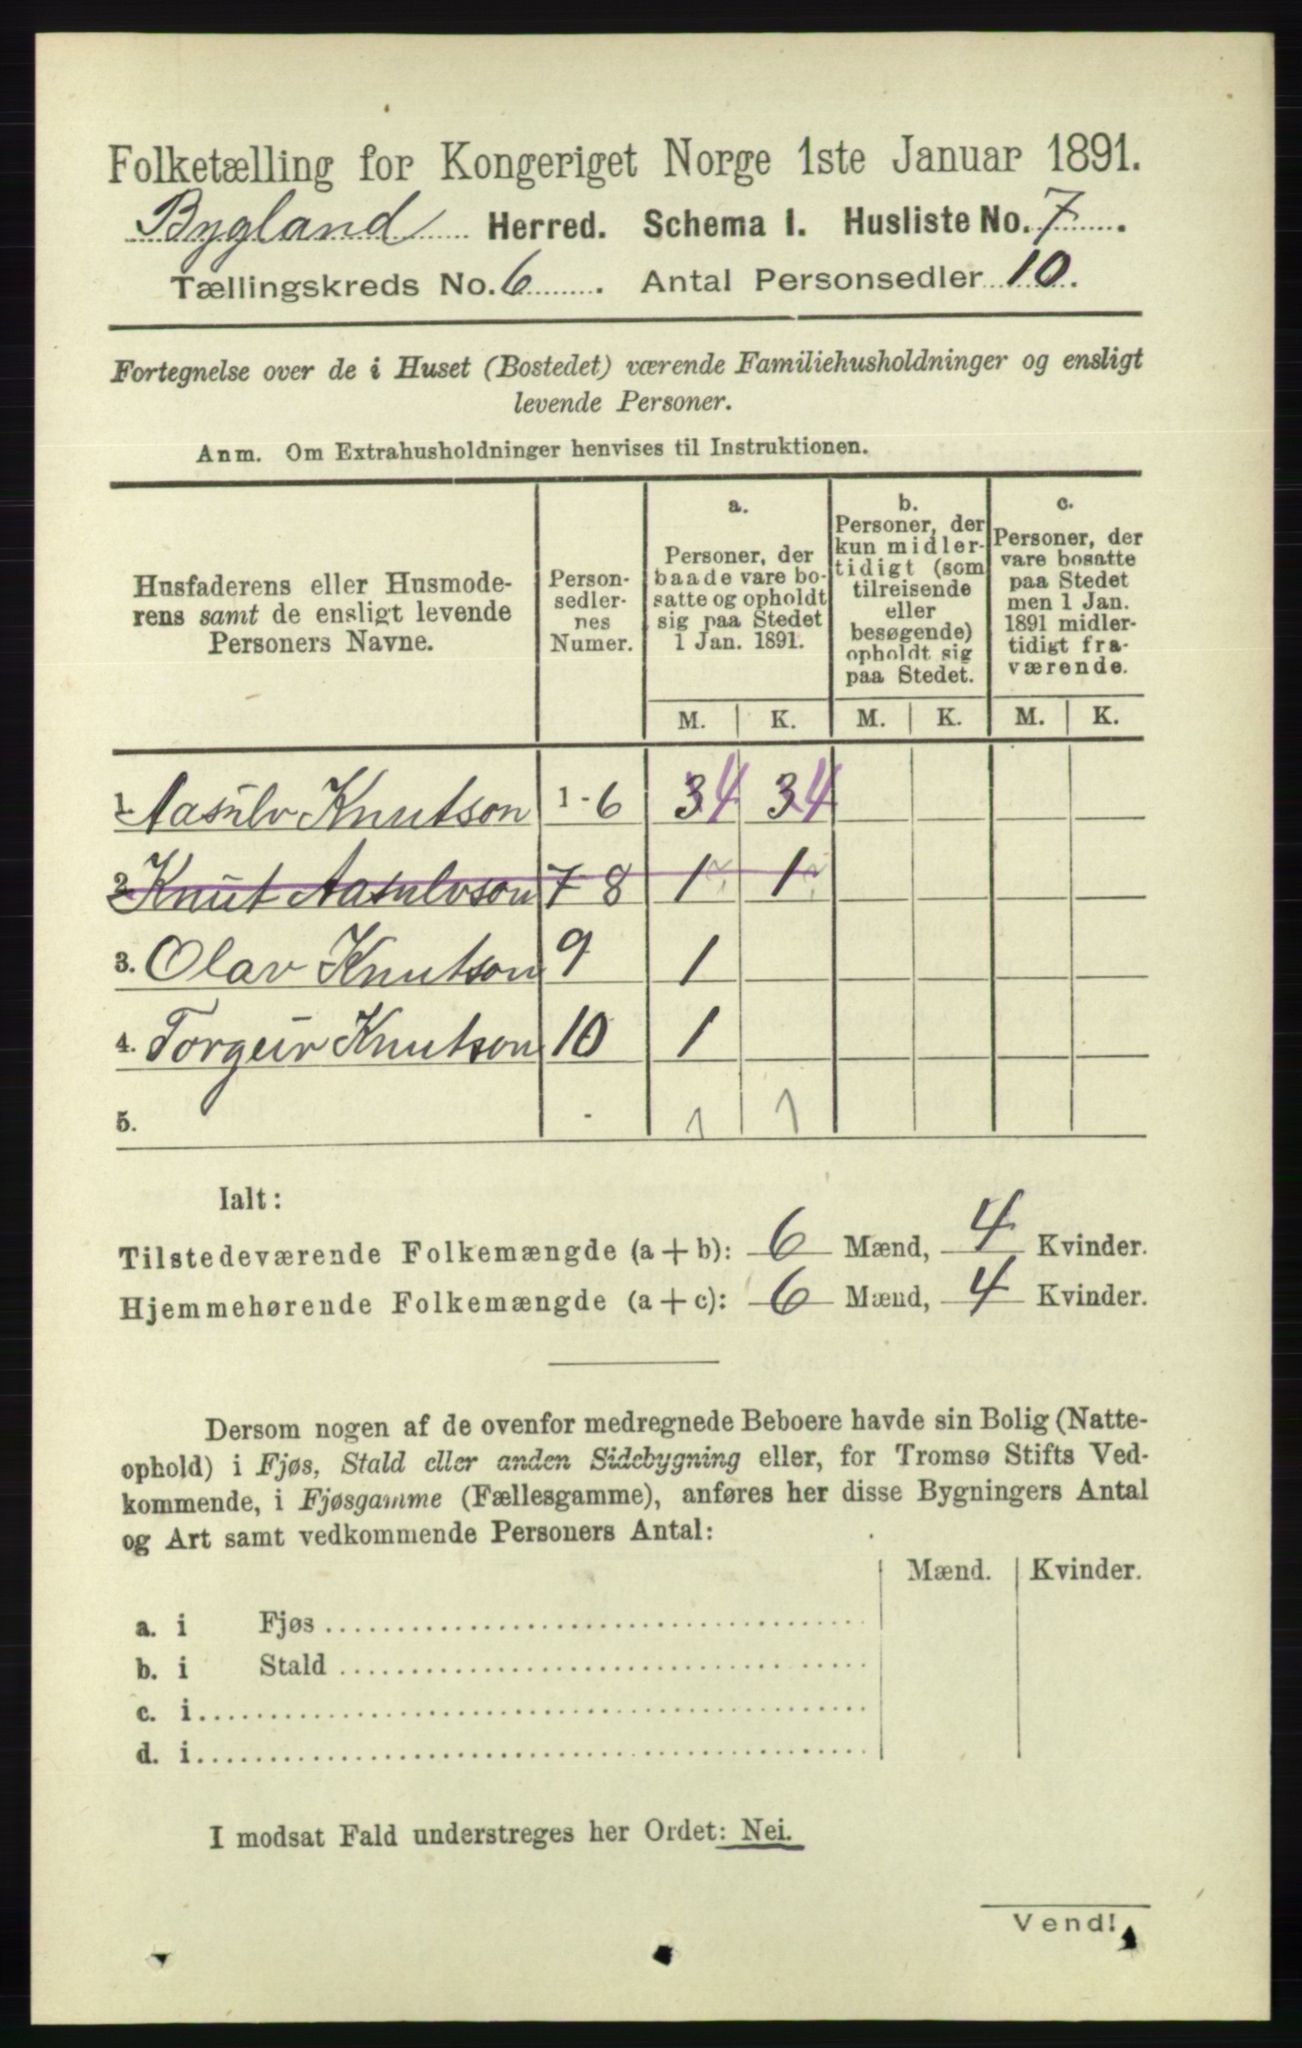 Folketælling for Kongeriget Norge 1ste Januar 1891.
Bygland Herred. Schema I. Husliste No. 7.
Tællingskreds No. 6. Antal Personsedler 10.
Fortegnelse over de i Huset (Bostedet) værende Familiehusholdninger og ensligt
levende Personer.
Anm. Om Extrahusholdninger henvises til Instruktionen.
Husfaderens eller Husmoderens samt de ensligt levende Personers Navne.
Personsedlernes Numer.
a. Personer, der baade vare bosatte og opholdt sig paa Stedet 1 Jan. 1891.
b. Personer, der kun midlertidigt (som tilreisende eller besøgende) opholdt sig paa Stedet.
c. Personer, der vare bosatte paa Stedet men 1 Jan. 1891 midlertidigt fraværende.
M. K. M. K. M. K.
1. Aasulv Knutson 1-6 3 4 3 4
2. Knut Aasulvson 7 8 1 1
3. Olav Knutson 9 1
4. Torgeir Knutson 10 1
5. - 1 1
Ialt:
Tilstedeværende Folkemængde (a+b): 6 Mænd, 4 Kvinder.
Hjemmehørende Folkemængde (a+c): 6 Mænd, 4 Kvinder.
Dersom nogen af de ovenfor medregnede Beboere havde sin Bolig (Natte-
ophold) i Fjøs, Stald eller anden Sidebygning eller, for Tromsø Stifts Ved-
kommende, i Fjøsgamme (Fællesgamme), anføres her disse Bygningers Antal
og Art samt vedkommende Personers Antal:
Mænd. Kvinder.
a. i Fjøs
b. i Stald
c. i
d. i
I modsat Fald understreges her Ordet: Nei.
Vend!